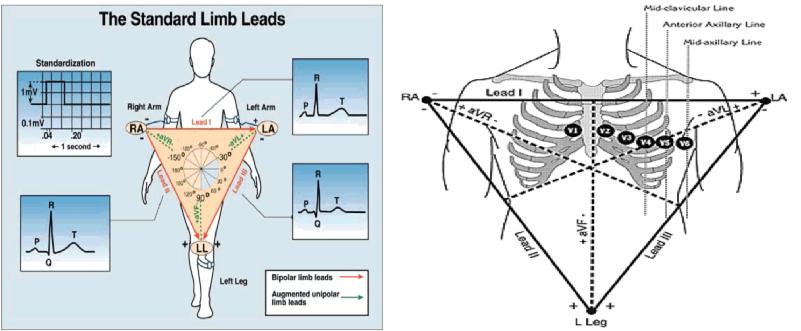 The Standard Limb Leads
Standardization
1mV
0.1mV
.04 .20
1 second
Right Arm
Left Arm
RA
-
Lead I
+
LA
-
-150°
-30°
90°
Lead II
Lead III
aVR
aVL
aVF
+
LL
+
Left Leg
R
P
T
R
P
T
Q
R
P
T
Q
Bipolar limb leads
Augmented unipolar
limb leads
Mid-clavicular Line
Anterior Axillary Line
Mid-axillary Line
RA
-
Lead I
+
LA
-
+ aVR -
- aVL +
-
V1
V2
V3
V4
V5
V6
+ aVF -
Lead II
Lead III
+
+
L Leg